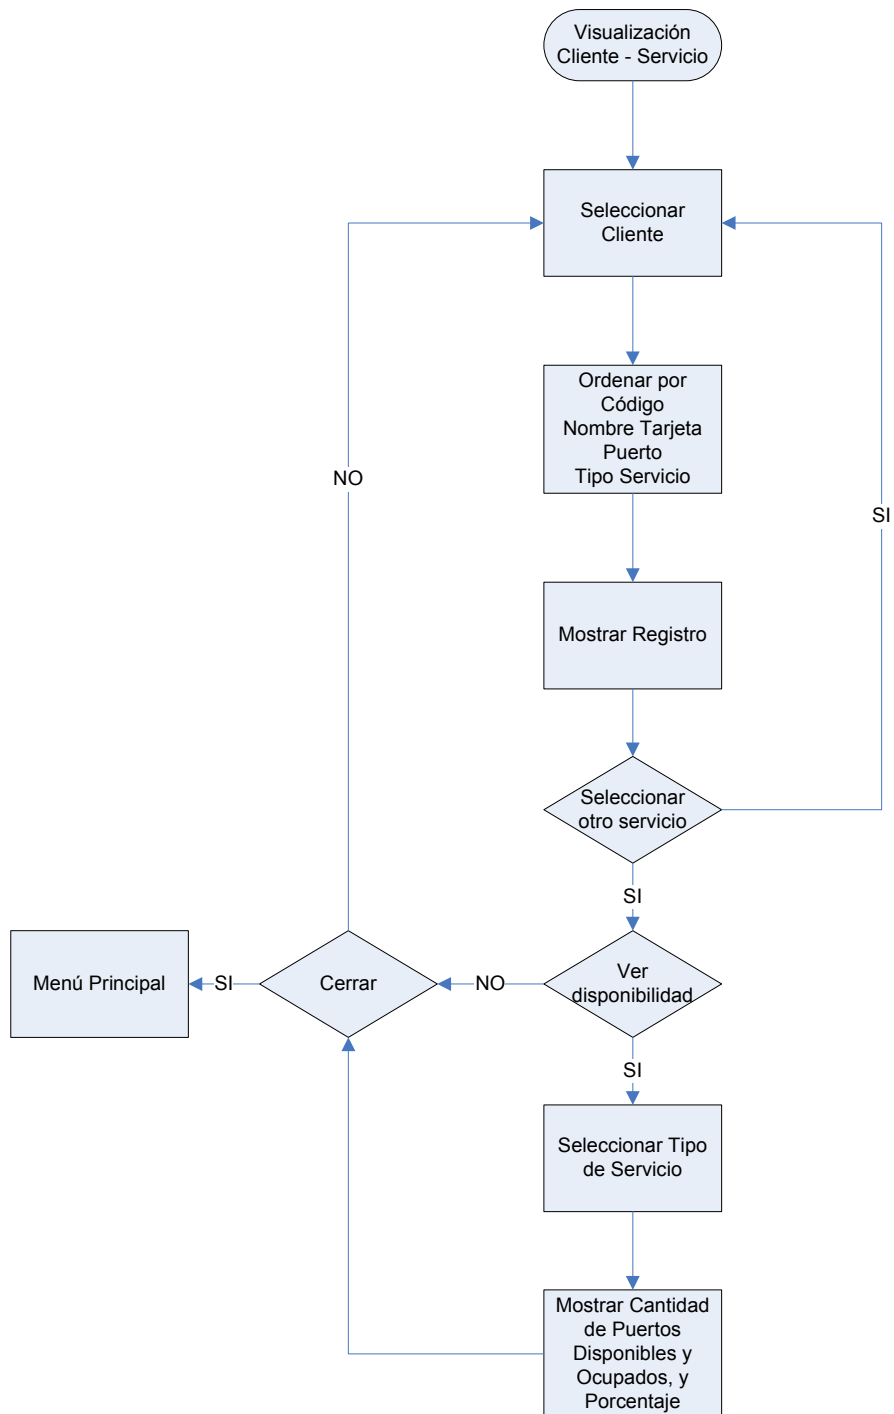 Visualización
Cliente - Servicio
Seleccionar
Cliente
Ordenar por
Código
Nombre Tarjeta
Puerto
Tipo Servicio
NO
SI
Mostrar Registro
Seleccionar
otro servicio
SI
Menú Principal
SI
Cerrar
NO
Ver
disponibilidad
SI
Seleccionar Tipo
de Servicio
Mostrar Cantidad
de Puertos
Disponibles y
Ocupados, y
Porcentaje